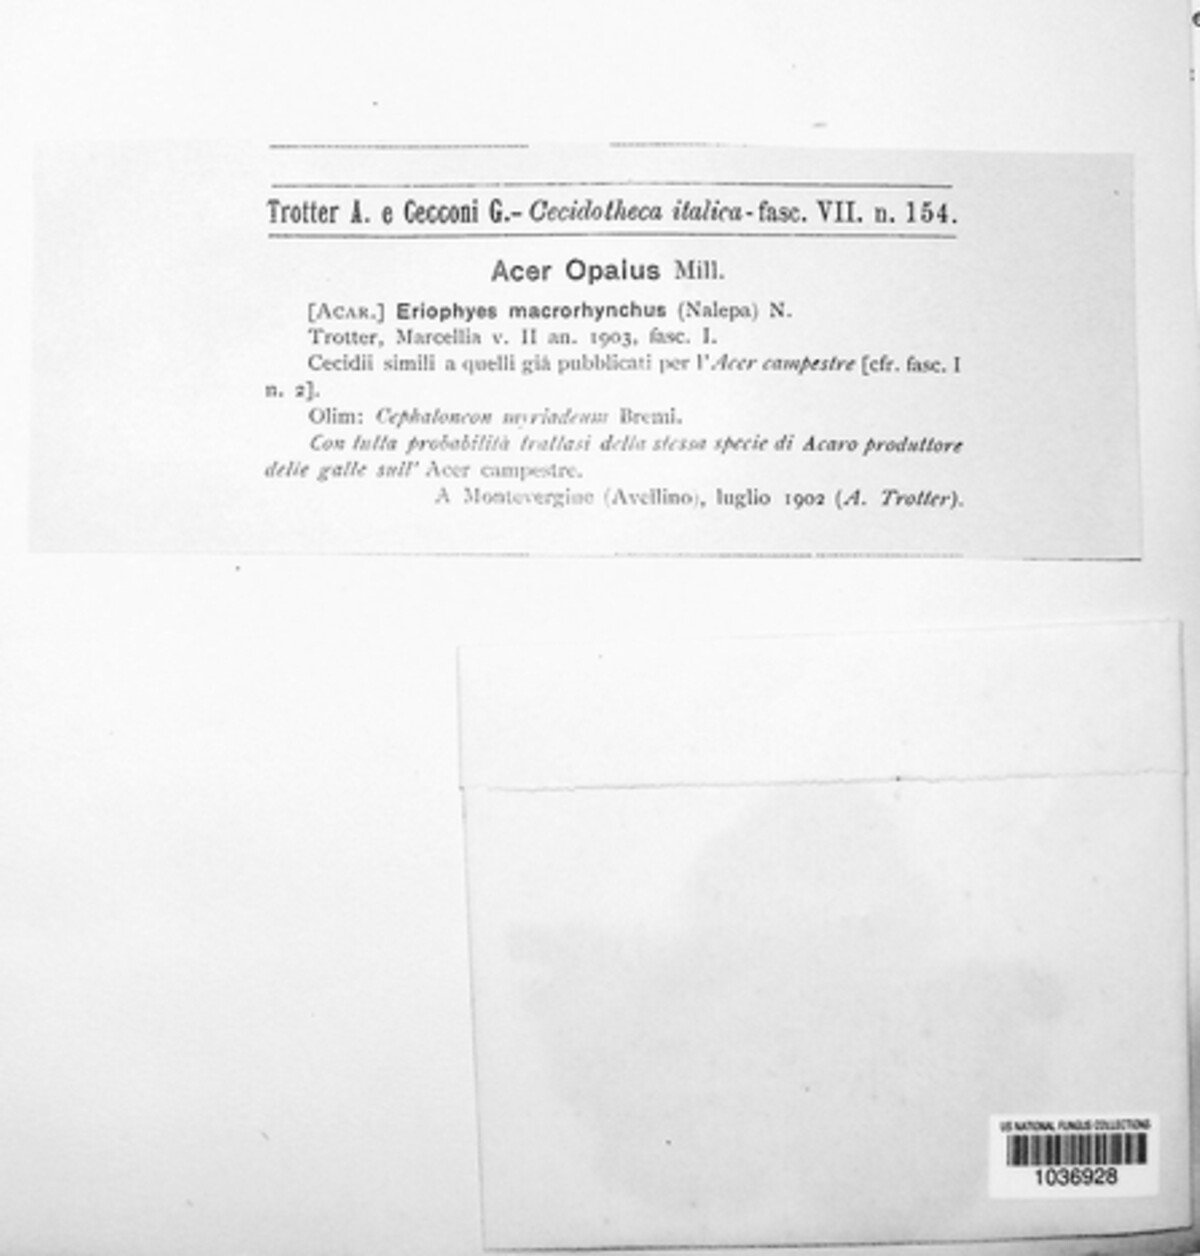 Trotter A. e Cecconi G.- Cecidotheca italica - fasc. VII. n. 154.
Acer Opalus Mill.
[ACAR.] Eriophyes macrorhynchus (Nalepa) N.
Trotter, Marcellia v. II an. 1903, fasc. I.
Cecidii simili a quelli già pubblicati per l'Acer campestre [cfr. fasc. I
n. 2].
Olim: Cephaloneon myriadeum Bremi.
Con tutta probabilità trattasi della stessa specie di Acaro produttore
delle galle sull' Acer campestre.
A Montevergine (Avellino), luglio 1902 (A. Trotter).
US NATIONAL FUNGUS COLLECTIONS
1036928